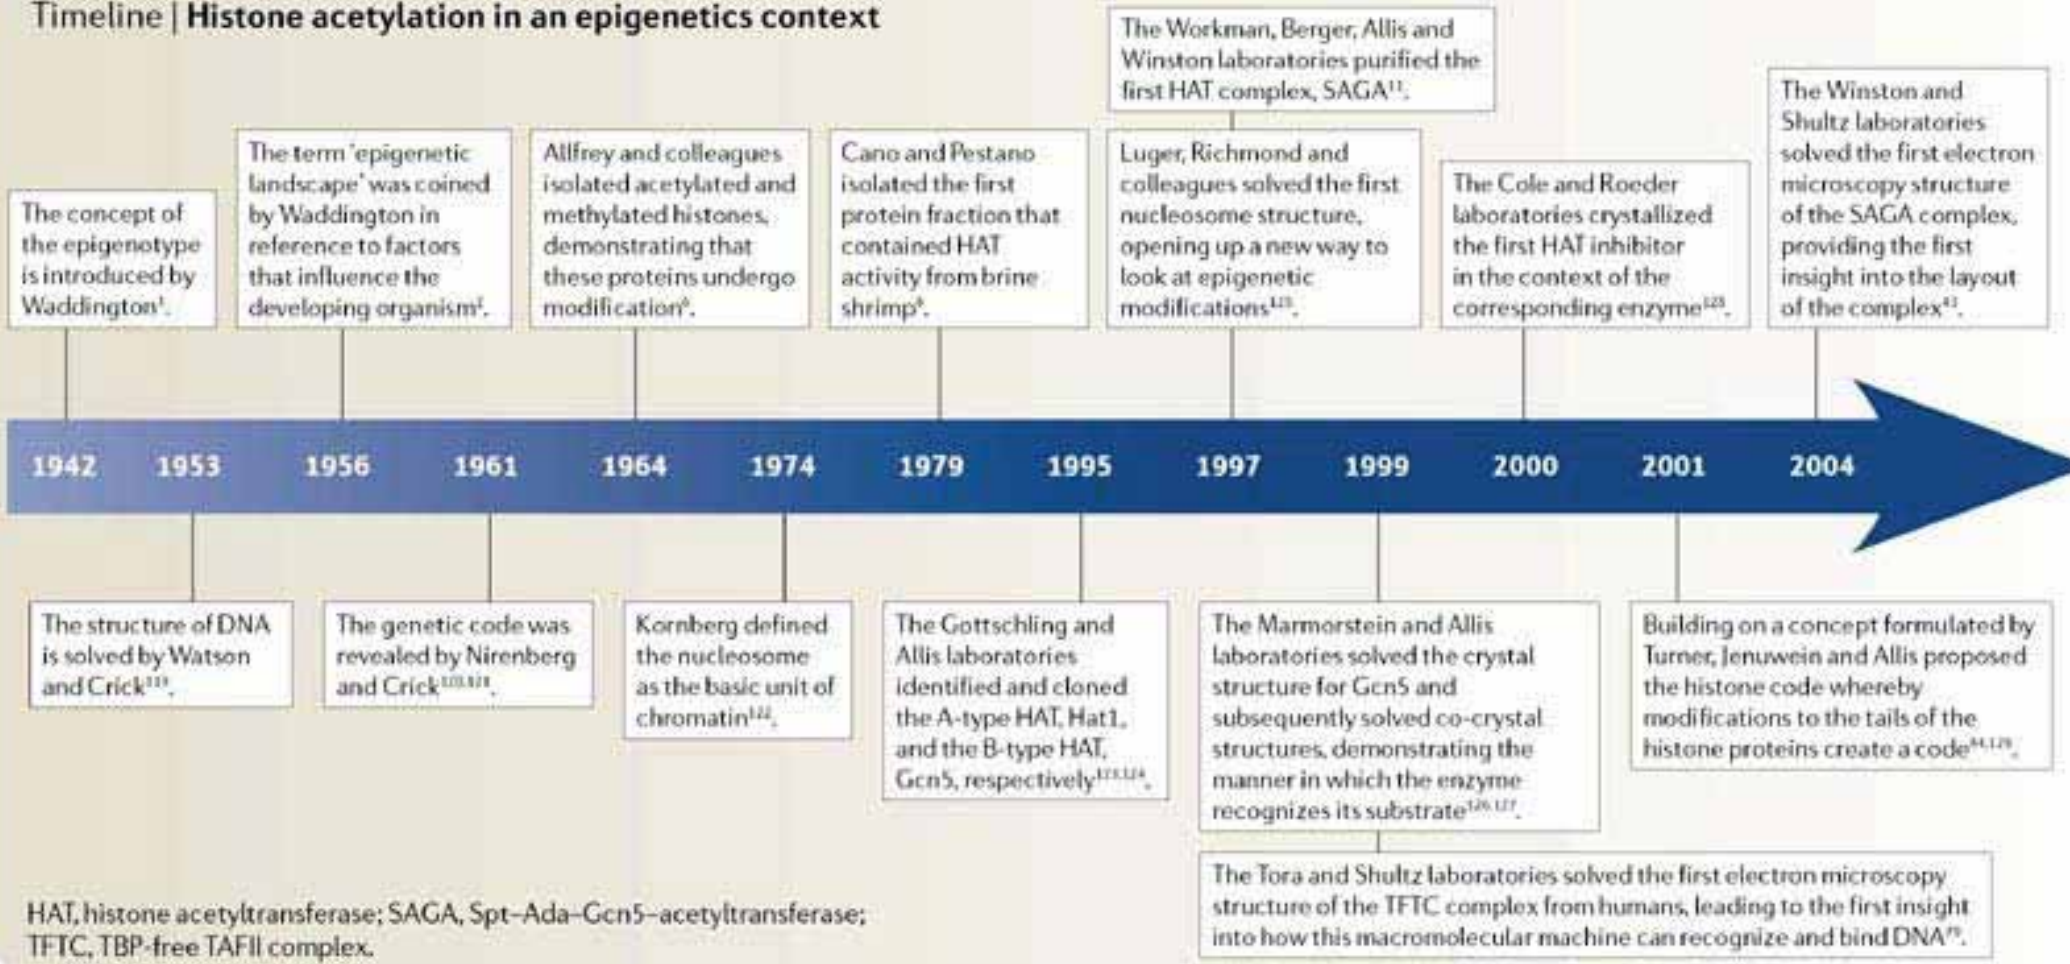 Timeline | Histone acetylation in an epigenetics context
The Workman, Berger, Allis and
Winston laboratories purified the
first HAT complex, SAGA¹¹.
The concept of
the epigenotype
is introduced by
Waddington¹.
The term 'epigenetic
landscape' was coined
by Waddington in
reference to factors
that influence the
developing organism².
Allfrey and colleagues
isolated acetylated and
methylated histones,
demonstrating that
these proteins undergo
modification⁶.
Cano and Pestano
isolated the first
protein fraction that
contained HAT
activity from brine
shrimp⁸.
Luger, Richmond and
colleagues solved the first
nucleosome structure,
opening up a new way to
look at epigenetic
modifications¹²⁵.
The Cole and Roeder
laboratories crystallized
the first HAT inhibitor
in the context of the
corresponding enzyme¹²⁸.
The Winston and
Shultz laboratories
solved the first electron
microscopy structure
of the SAGA complex,
providing the first
insight into the layout
of the complex
1942 1953 1956 1961 1964 1974 1979 1995 1997 1999 2000 2001 2004
The structure of DNA
is solved by Watson
and Crick¹¹⁹.
The genetic code was
revealed by Nirenberg
and Crick
Kornberg defined
the nucleosome
as the basic unit of
chromatin¹²².
The Gottschling and
Allis laboratories
identified and cloned
the A-type HAT, Hat1,
and the B-type HAT,
Gcn5, respectively¹²³,¹²⁴.
The Marmorstein and Allis
laboratories solved the crystal
structure for Gcn5 and
subsequently solved co-crystal
structures, demonstrating the
manner in which the enzyme
recognizes its substrate¹²⁶,¹²⁷.
Building on a concept formulated by
Turner, Jenuwein and Allis proposed
the histone code whereby
modifications to the tails of the
histone proteins create a code
The Tora and Shultz laboratories solved the first electron microscopy
structure of the TFTC complex from humans, leading to the first insight
into how this macromolecular machine can recognize and bind DNA⁷⁹.
HAT, histone acetyltransferase; SAGA, Spt–Ada–Gcn5–acetyltransferase;
TFTC, TBP-free TAFII complex.